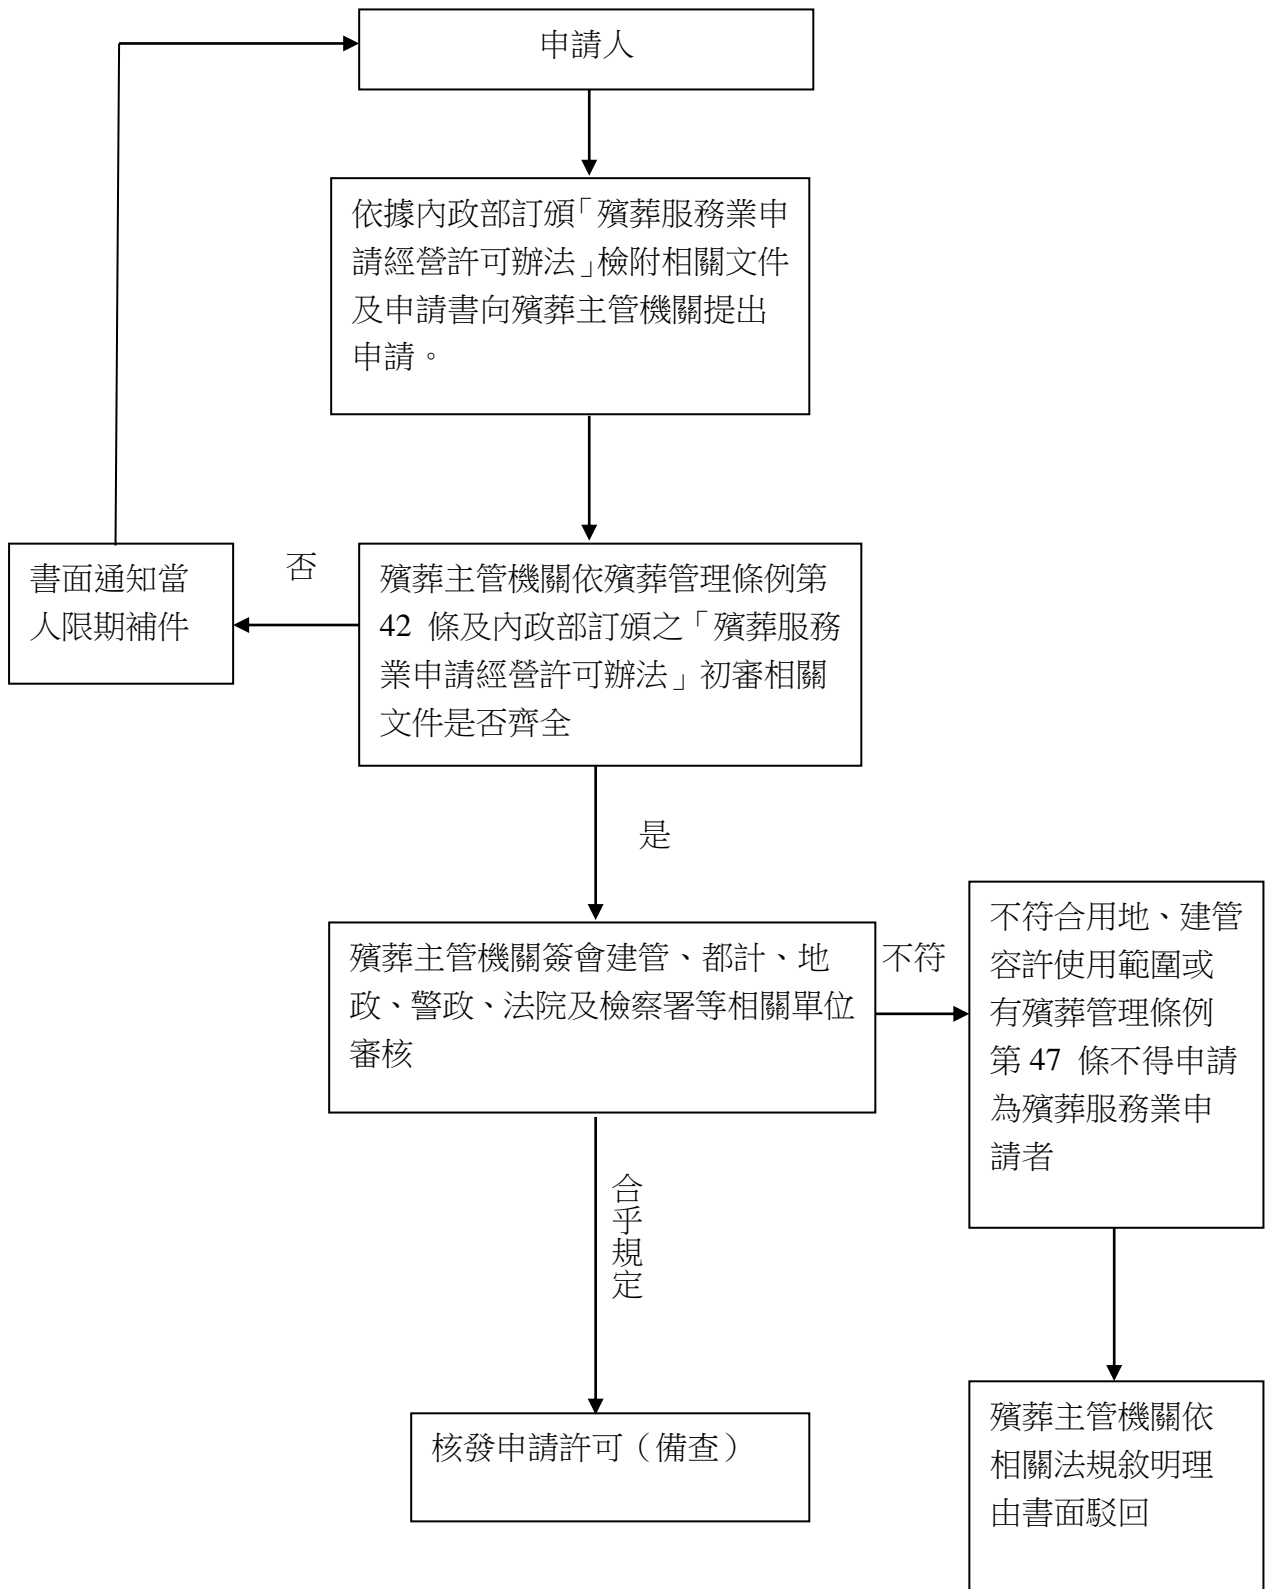 申請人
依據內政部訂頒「殯葬服務業申
請經營許可辦法」檢附相關文件
及申請書向殯葬主管機關提出
申請。
書面通知當
人限期補件
否
殯葬主管機關依殯葬管理條例第
42 條及內政部訂頒之「殯葬服務
業申請經營許可辦法」初審相關
文件是否齊全
是
殯葬主管機關簽會建管、都計、地
政、警政、法院及檢察署等相關單位
審核
不符
不符合用地、建管
容許使用範圍或
有殯葬管理條例
第 47 條不得申請
為殯葬服務業申
請者
合乎規定
核發申請許可（備查）
殯葬主管機關依
相關法規敘明理
由書面駁回